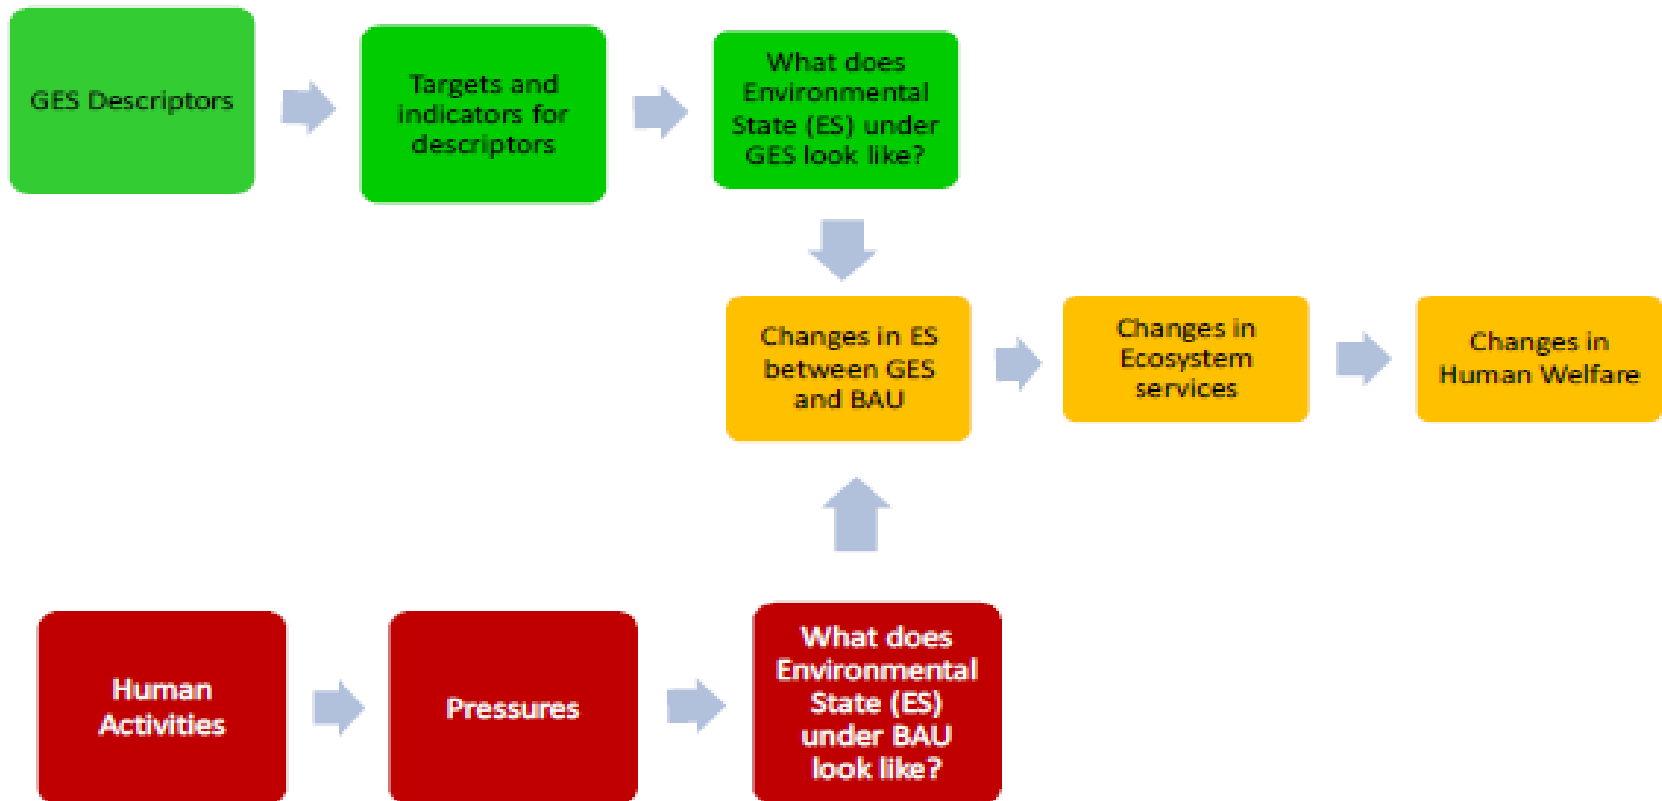 GES Descriptors
Targets and
indicators for
descriptors
What does
Environmental
State (ES) under
GES look like?
Changes in ES
between GES
and BAU
Changes in
Ecosystem
services
Changes in
Human Welfare
Human
Activities
Pressures
What does
Environmental
State (ES)
under BAU
look like?